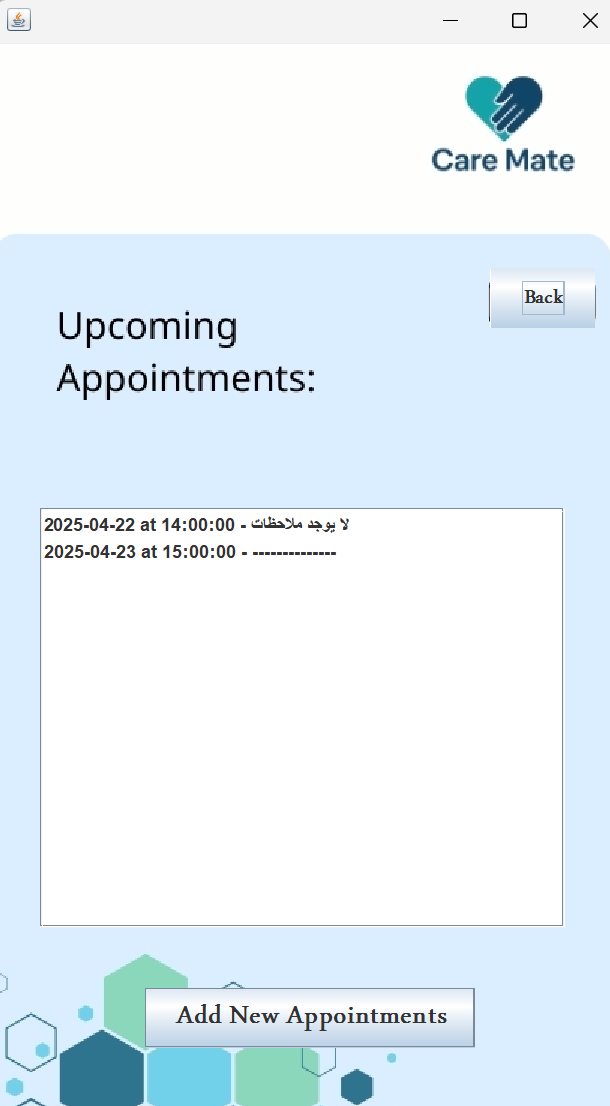 Care Mate
Back
Upcoming
Appointments:
2025-04-22 at 14:00:00 - لا يوجد ملاحظات
2025-04-23 at 15:00:00 - --------------
Add New Appointments